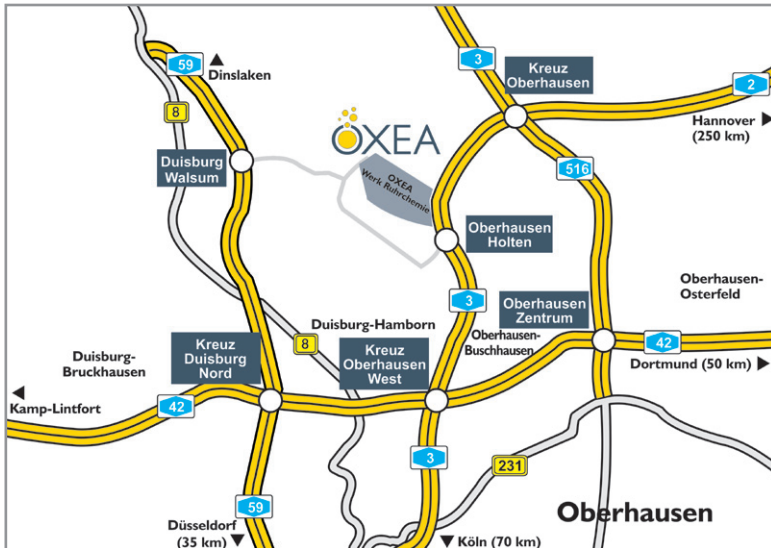 59
Dinslaken
3
Kreuz
Oberhausen
2
Hannover
(250 km)
8
OXEA
Duisburg
Walsum
OXEA
Werk Ruhrchemie
516
Oberhausen
Holten
Oberhausen-
Osterfeld
3
Oberhausen
Zentrum
Duisburg-Hamborn
8
Oberhausen-
Buschhausen
42
Dortmund (50 km)
Kreuz
Duisburg
Nord
Kreuz
Oberhausen
West
Duisburg-
Bruckhausen
Kamp-Lintfort
42
3
231
59
Oberhausen
Düsseldorf
(35 km)
Köln (70 km)